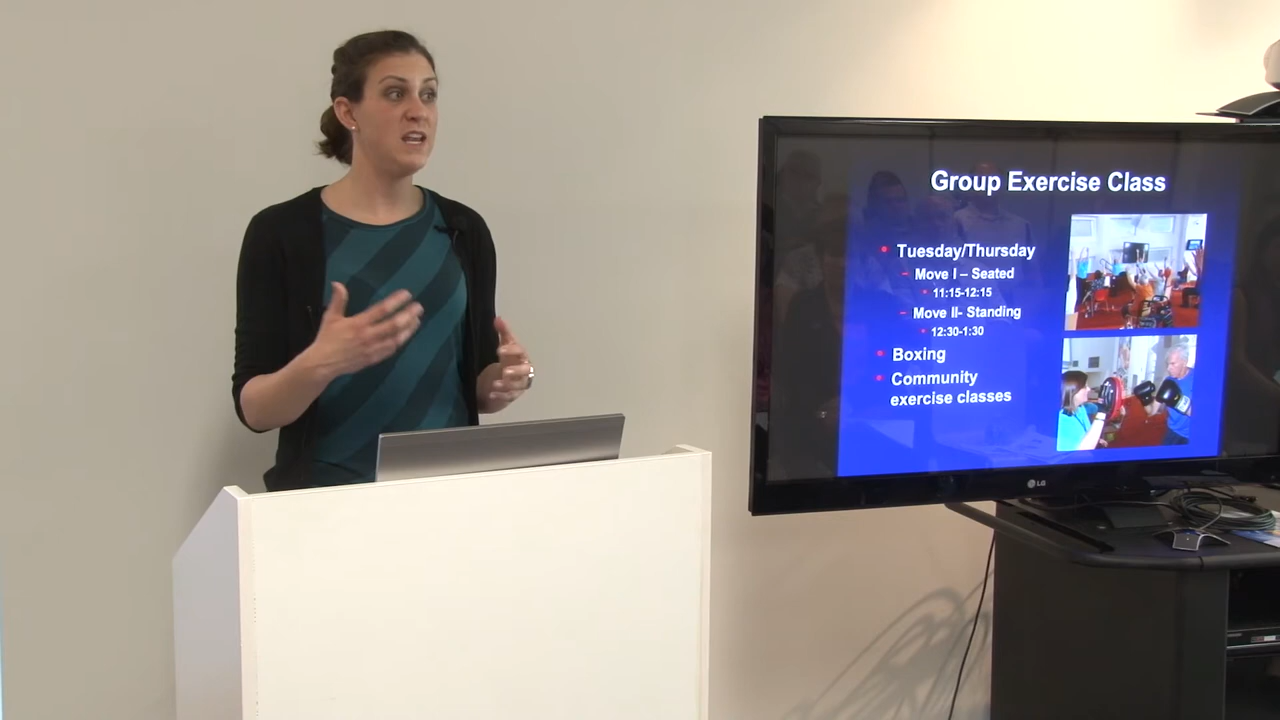 Group Exercise Class
Tuesday/Thursday
– Move I – Seated
11:15-12:15
– Move II- Standing
12:30-1:30
Boxing
Community
exercise classes
LG